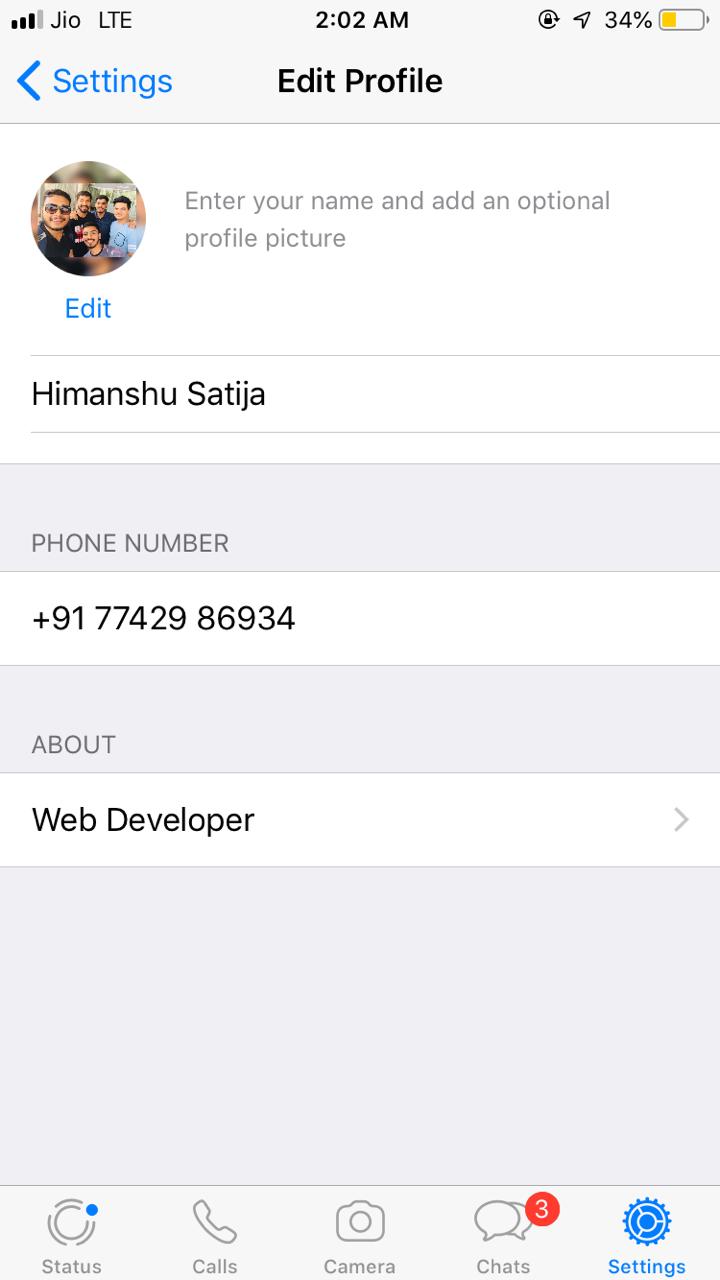 Jio LTE 2:02 AM 34%
Settings Edit Profile
Enter your name and add an optional
profile picture
Edit
Himanshu Satija
PHONE NUMBER
+91 77429 86934
ABOUT
Web Developer
3
Status Calls Camera Chats Settings